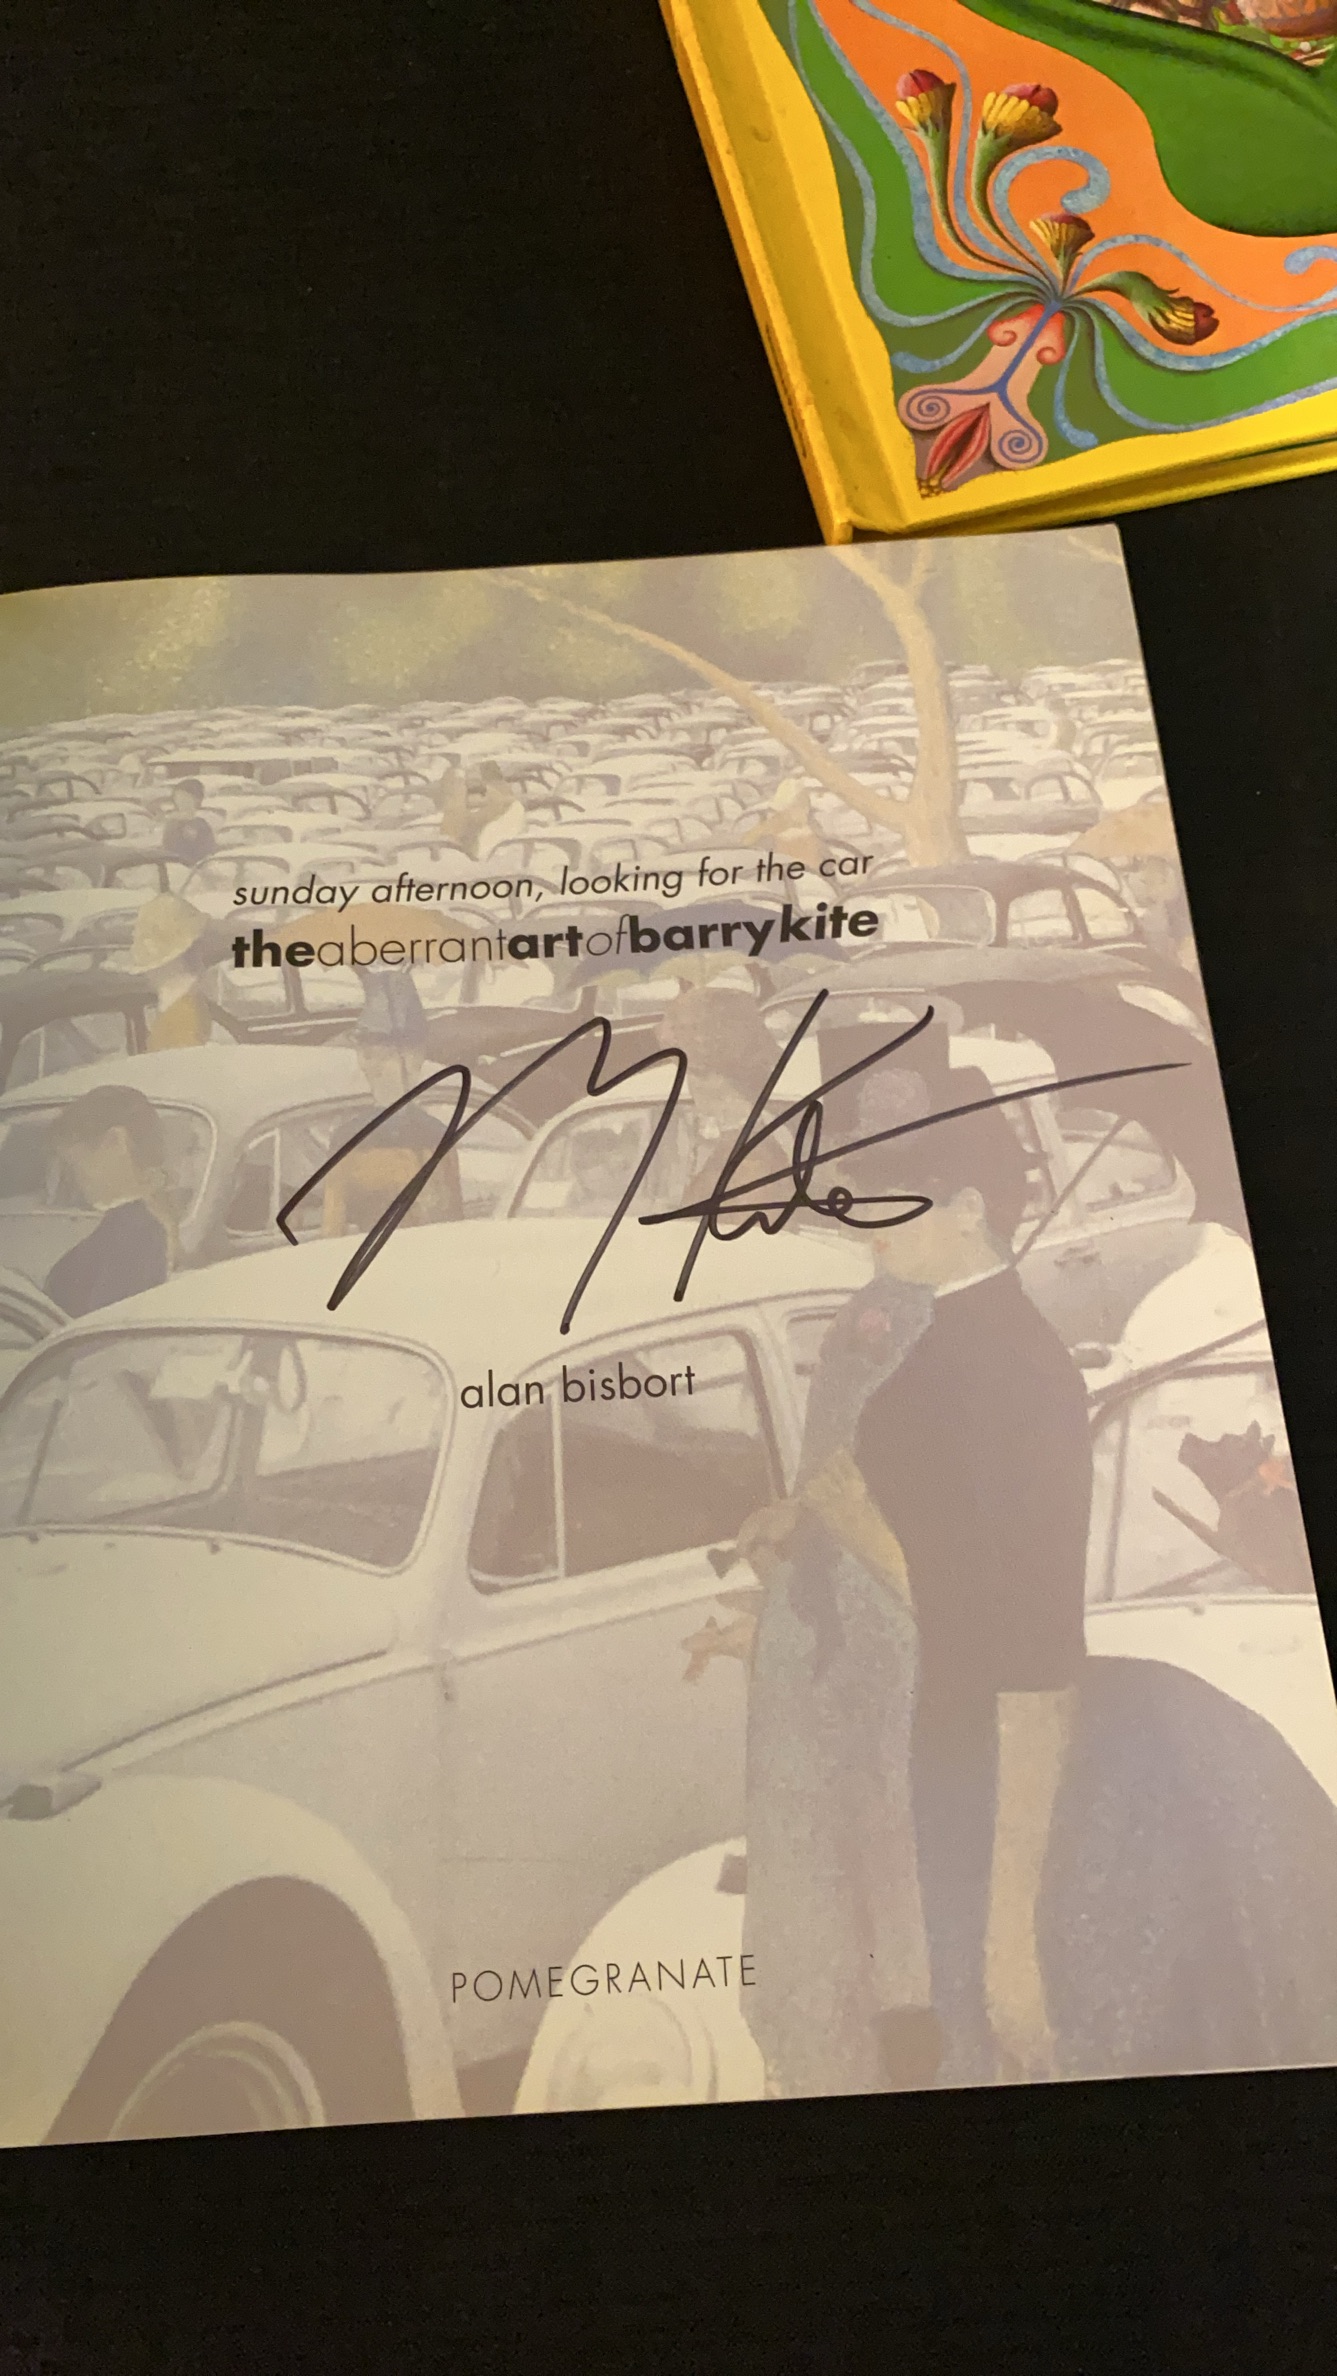 sunday afternoon, looking for the car
theaberrantartofbarrykite
alan bisbort
POMEGRANATE